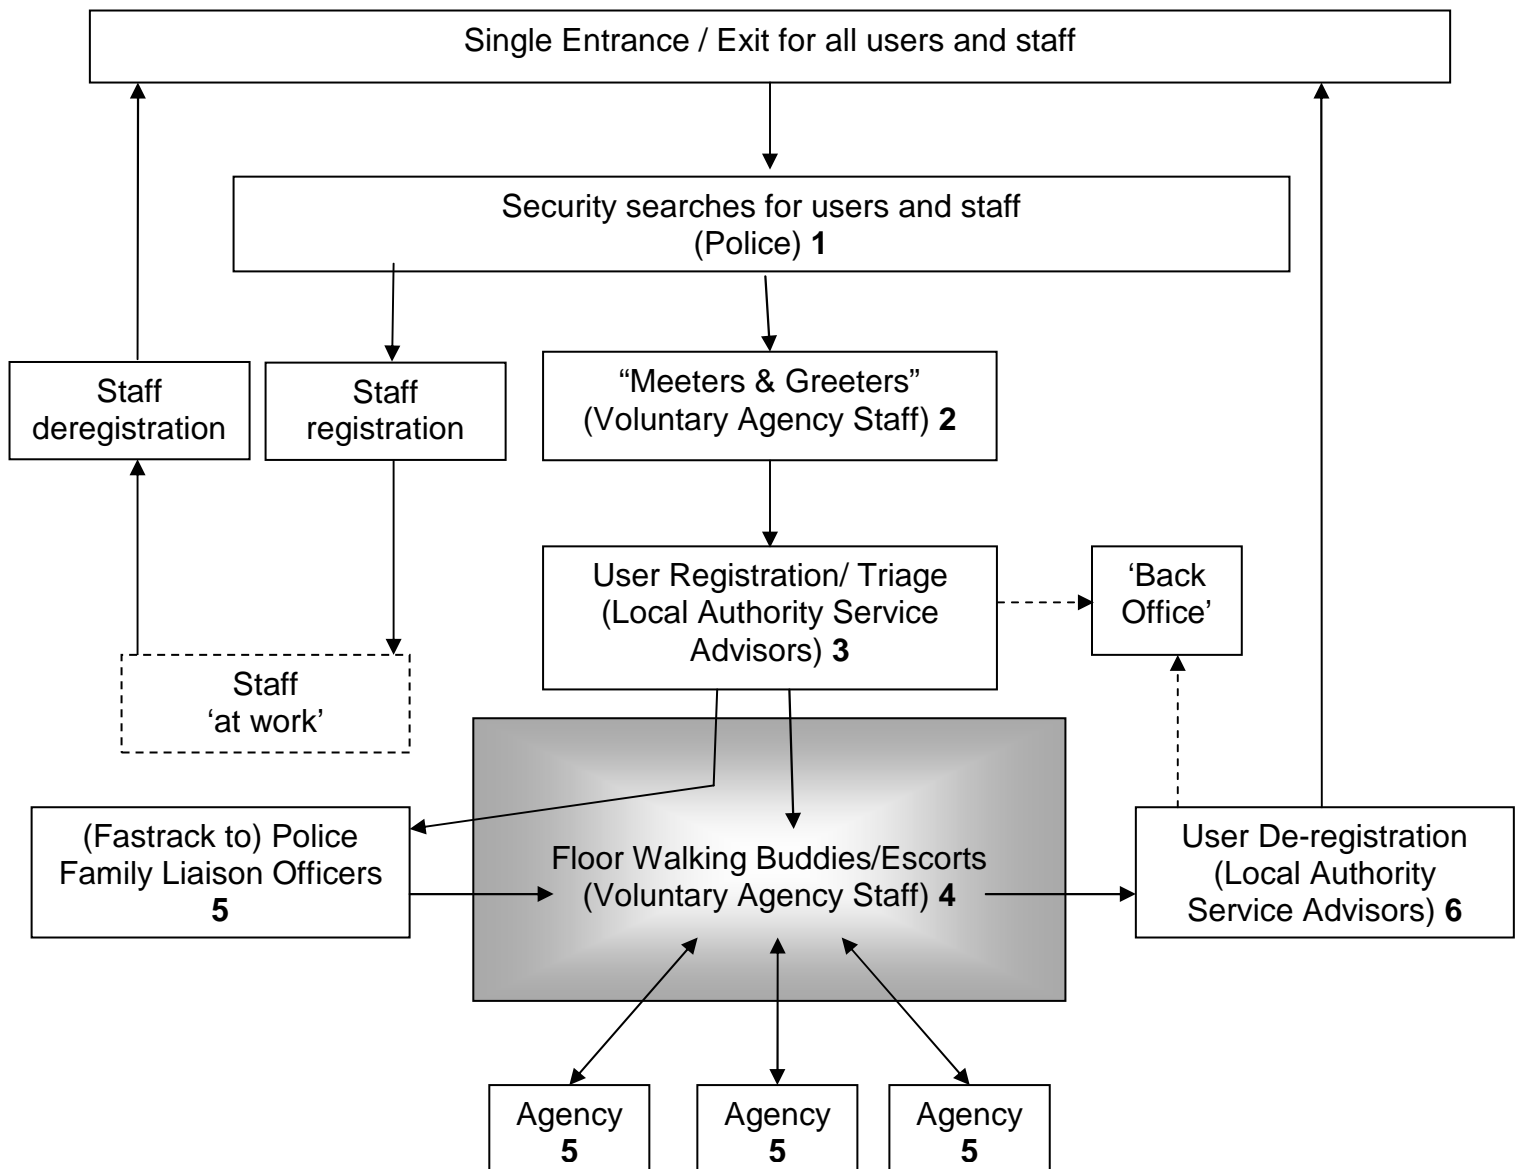 Single Entrance / Exit for all users and staff
Security searches for users and staff
(Police) 1
Staff
deregistration
Staff
registration
“Meeters & Greeters”
(Voluntary Agency Staff) 2
User Registration/ Triage
(Local Authority Service
Advisors) 3
‘Back
Office’
Staff
‘at work’
(Fastrack to) Police
Family Liaison Officers
5
Floor Walking Buddies/Escorts
(Voluntary Agency Staff) 4
User De-registration
(Local Authority
Service Advisors) 6
Agency
5
Agency
5
Agency
5